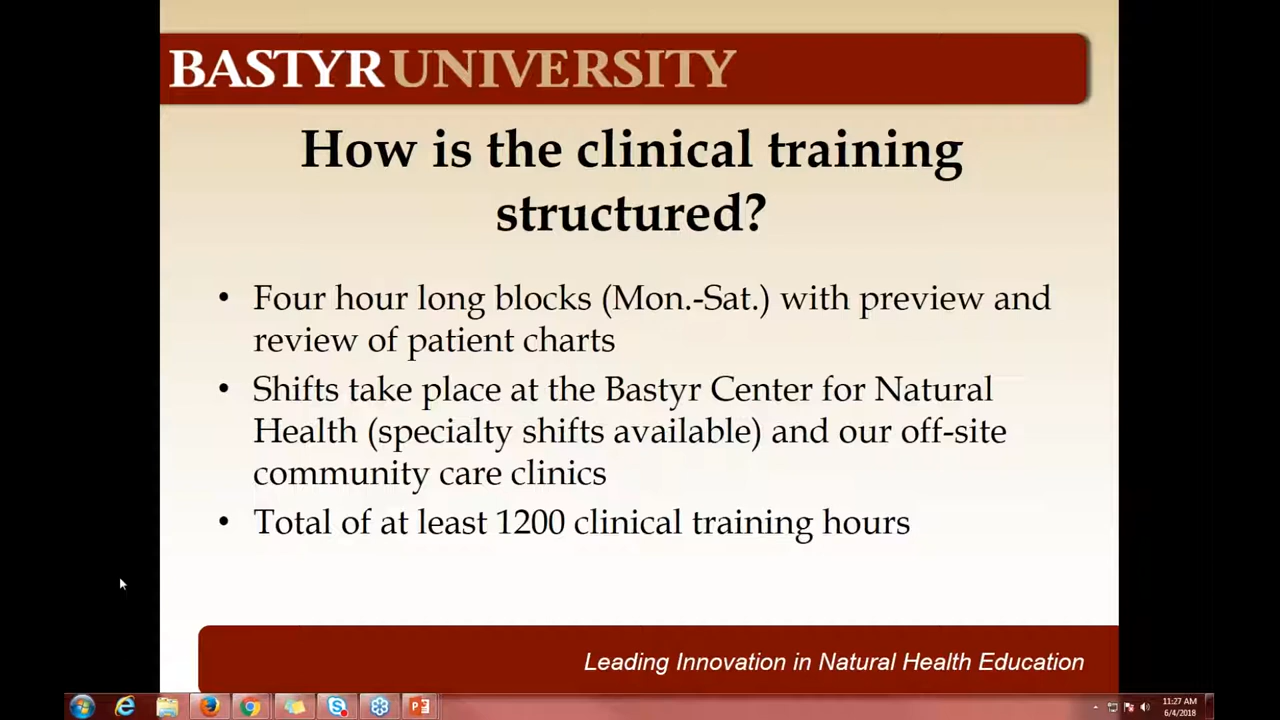 BASTYR UNIVERSITY
How is the clinical training
structured?
• Four hour long blocks (Mon.-Sat.) with preview and
review of patient charts
• Shifts take place at the Bastyr Center for Natural
Health (specialty shifts available) and our off-site
community care clinics
• Total of at least 1200 clinical training hours
Leading Innovation in Natural Health Education
11:27 AM
6/4/2018